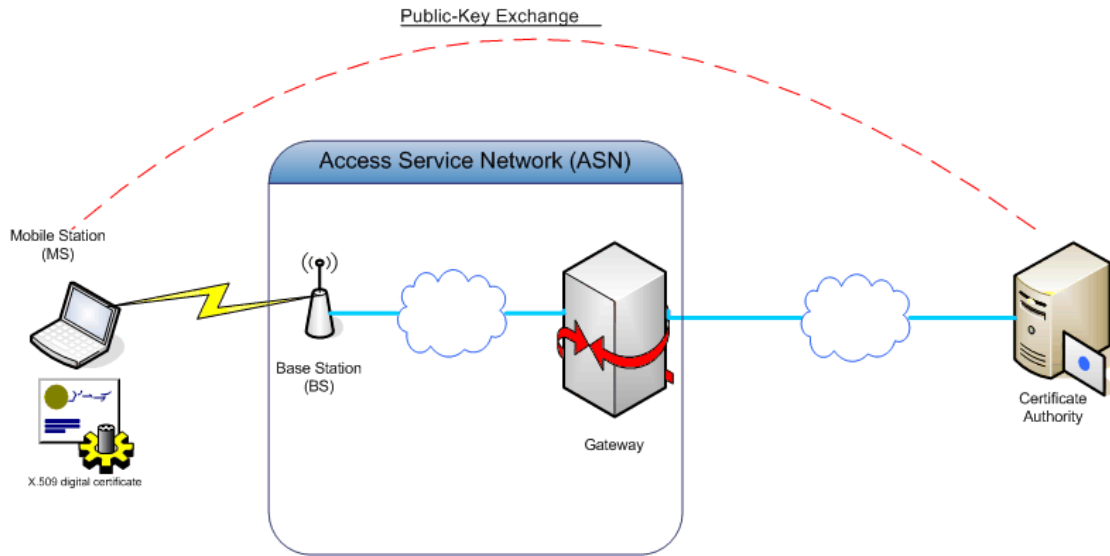 Public-Key Exchange
Access Service Network (ASN)
Mobile Station
(MS)
Base Station
(BS)
Gateway
Certificate
Authority
X.509 digital certificate